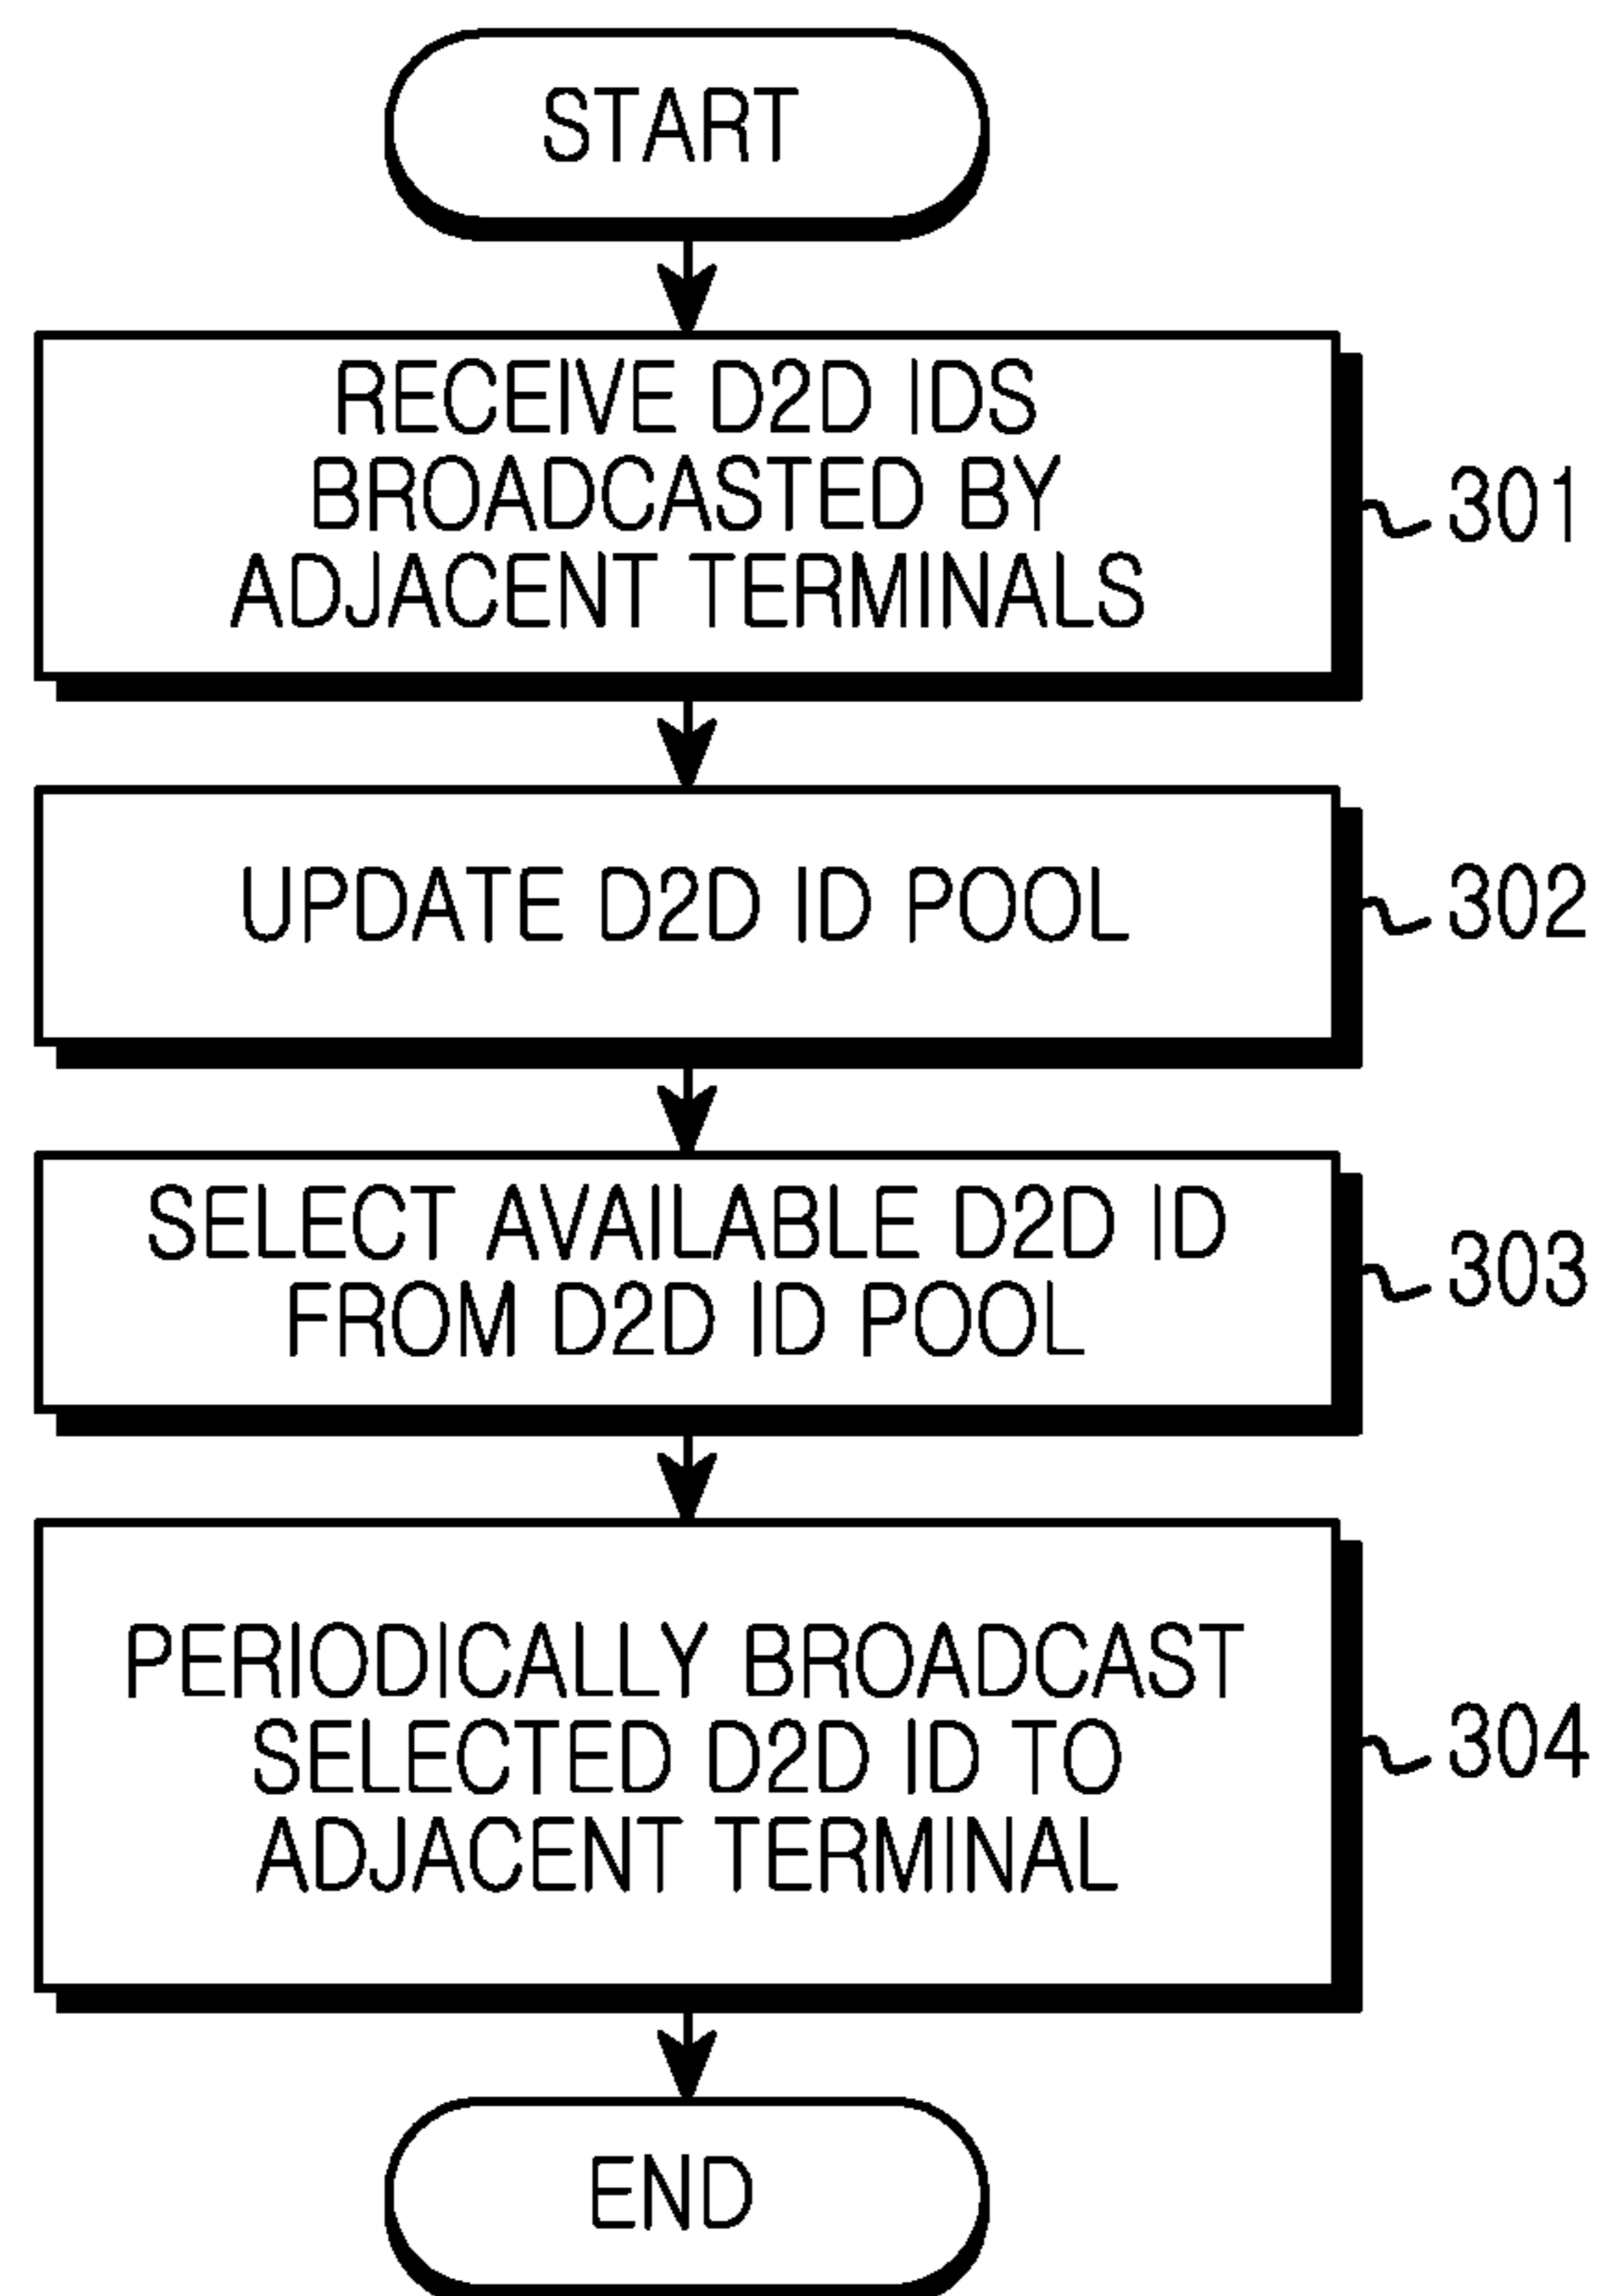 START
RECEIVE D2D IDS
BROADCASTED BY
ADJACENT TERMINALS
301
UPDATE D2D ID POOL
302
SELECT AVAILABLE D2D ID
FROM D2D ID POOL
303
PERIODICALLY BROADCAST
SELECTED D2D ID TO
ADJACENT TERMINAL
304
END